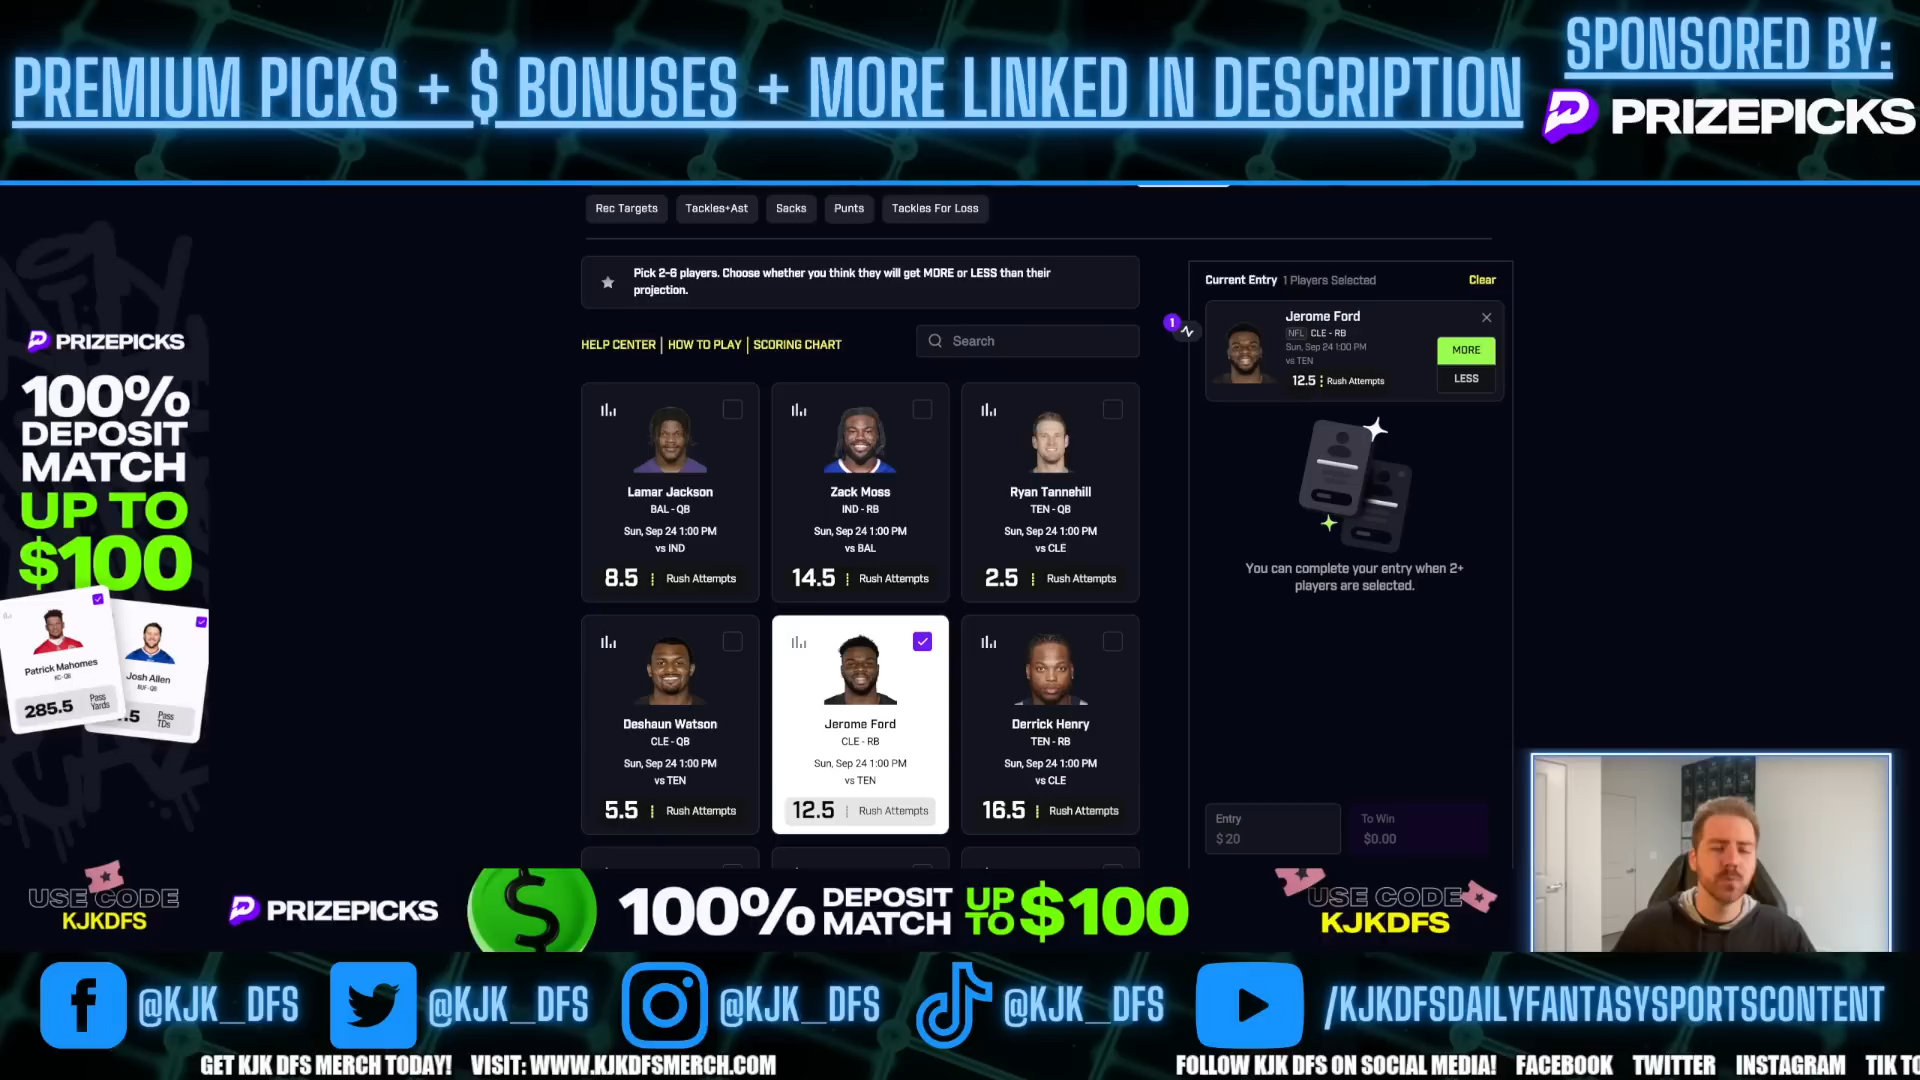 PREMIUM PICKS + $ BONUSES + MORE LINKED IN DESCRIPTION
SPONSORED BY:
PRIZEPICKS
Rec Targets
Tackles+Ast
Sacks
Punts
Tackles For Loss
Pick 2-6 players. Choose whether you think they will get MORE or LESS than their
projection.
HELP CENTER
HOW TO PLAY
SCORING CHART
Search
Lamar Jackson
BAL - QB
Sun, Sep 24 1:00 PM
vs IND
8.5 Rush Attempts
Zack Moss
IND - RB
Sun, Sep 24 1:00 PM
vs BAL
14.5 Rush Attempts
Ryan Tannehill
TEN - QB
Sun, Sep 24 1:00 PM
vs CLE
2.5 Rush Attempts
Deshaun Watson
CLE - QB
Sun, Sep 24 1:00 PM
vs TEN
5.5 Rush Attempts
Jerome Ford
CLE - RB
Sun, Sep 24 1:00 PM
vs TEN
12.5 Rush Attempts
Derrick Henry
TEN - RB
Sun, Sep 24 1:00 PM
vs CLE
16.5 Rush Attempts
1
Current Entry 1 Players Selected
Clear
Jerome Ford
NFL CLE - RB
Sun, Sep 24 1:00 PM
vs TEN
12.5 Rush Attempts
MORE
LESS
You can complete your entry when 2+
players are selected.
Entry
$ 20
To Win
$0.00
PRIZEPICKS
100%
DEPOSIT
MATCH
UP TO
$100
Patrick Mahomes
KC-QB
285.5 Pass Yards
Josh Allen
BUF-QB
.5 Pass TDs
USE CODE
KJKDFS
PRIZEPICKS
$
100% DEPOSIT MATCH UP TO $100
USE CODE
KJKDFS
f @KJK_DFS
@KJK_DFS
@KJK_DFS
@KJK_DFS
/KJKDFSDAILYFANTASYSPORTSCONTENT
GET KJK DFS MERCH TODAY! VISIT: WWW.KJKDFSMERCH.COM
FOLLOW KJK DFS ON SOCIAL MEDIA! FACEBOOK TWITTER INSTAGRAM TIK TO